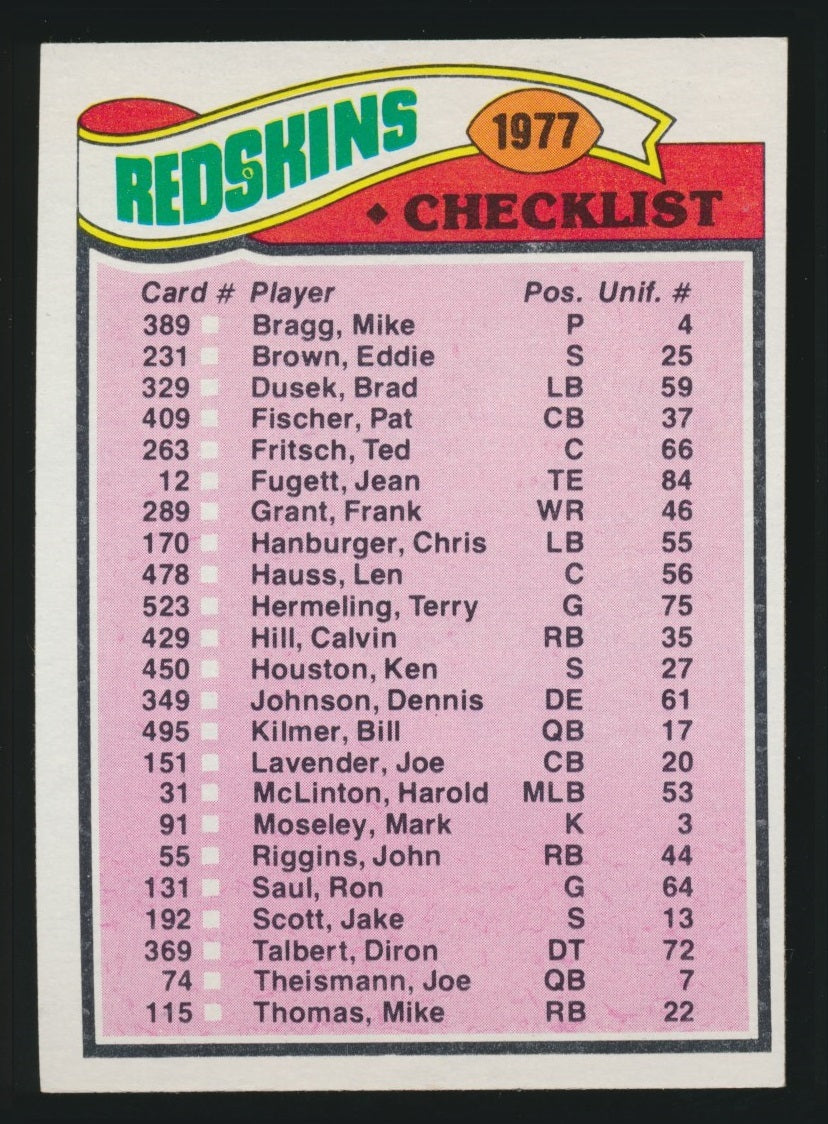 REDSKINS
1977
◆ CHECKLIST
Card # Player Pos. Unif. #
389 Bragg, Mike P 4
231 Brown, Eddie S 25
329 Dusek, Brad LB 59
409 Fischer, Pat CB 37
263 Fritsch, Ted C 66
12 Fugett, Jean TE 84
289 Grant, Frank WR 46
170 Hanburger, Chris LB 55
478 Hauss, Len C 56
523 Hermeling, Terry G 75
429 Hill, Calvin RB 35
450 Houston, Ken S 27
349 Johnson, Dennis DE 61
495 Kilmer, Bill QB 17
151 Lavender, Joe CB 20
31 McLinton, Harold MLB 53
91 Moseley, Mark K 3
55 Riggins, John RB 44
131 Saul, Ron G 64
192 Scott, Jake S 13
369 Talbert, Diron DT 72
74 Theismann, Joe QB 7
115 Thomas, Mike RB 22